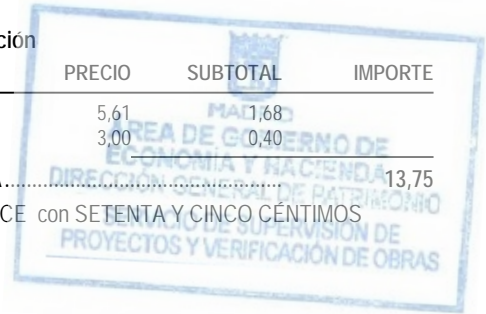 ción
PRECIO SUBTOTAL IMPORTE
5,61 1,68
3,00 0,40
A........................................................ 13,75
CE con SETENTA Y CINCO CÉNTIMOS
MADRID
ÁREA DE GOBIERNO DE
ECONOMÍA Y HACIENDA
DIRECCIÓN GENERAL DE PATRIMONIO
SERVICIO DE SUPERVISIÓN DE
PROYECTOS Y VERIFICACIÓN DE OBRAS